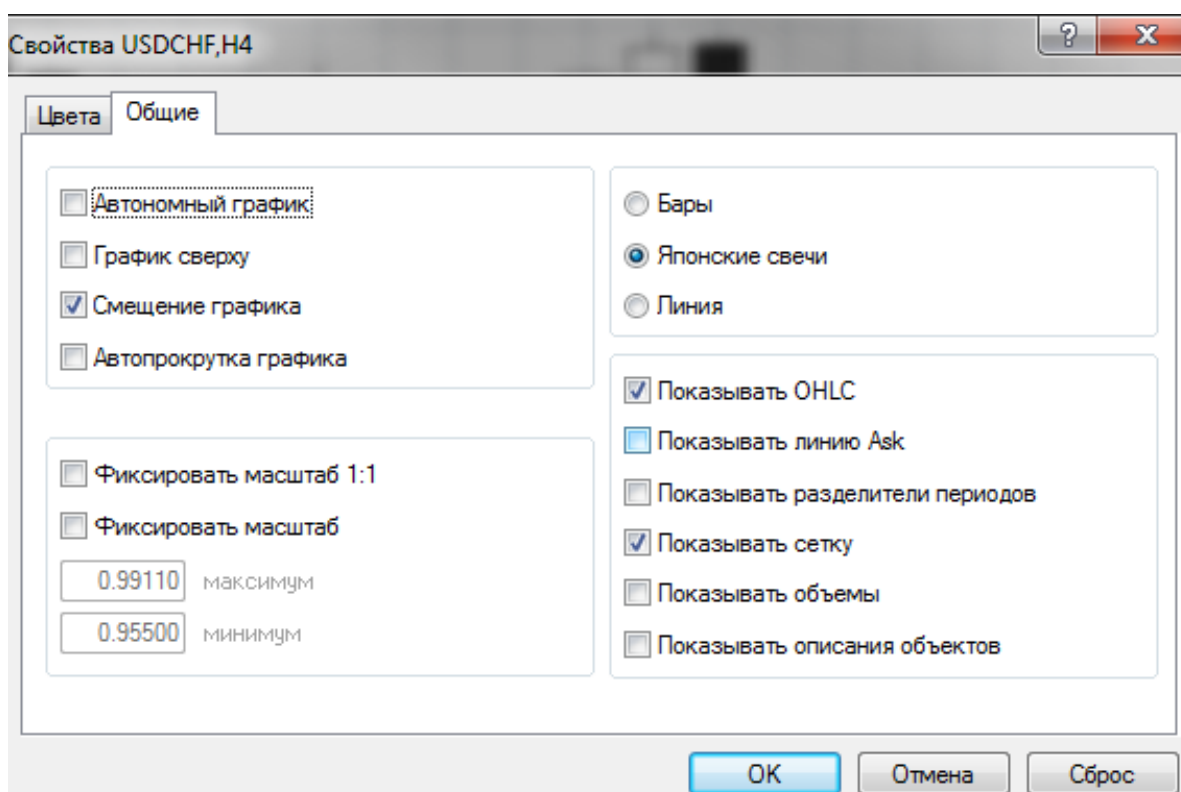 Свойства USDCHF,H4
Цвета Общие
Автономный график
График сверху
Смещение графика
Автопрокрутка графика
Фиксировать масштаб 1:1
Фиксировать масштаб
0.99110 максимум
0.95500 минимум
Бары
Японские свечи
Линия
Показывать OHLC
Показывать линию Ask
Показывать разделители периодов
Показывать сетку
Показывать объемы
Показывать описания объектов
OK Отмена Сброс